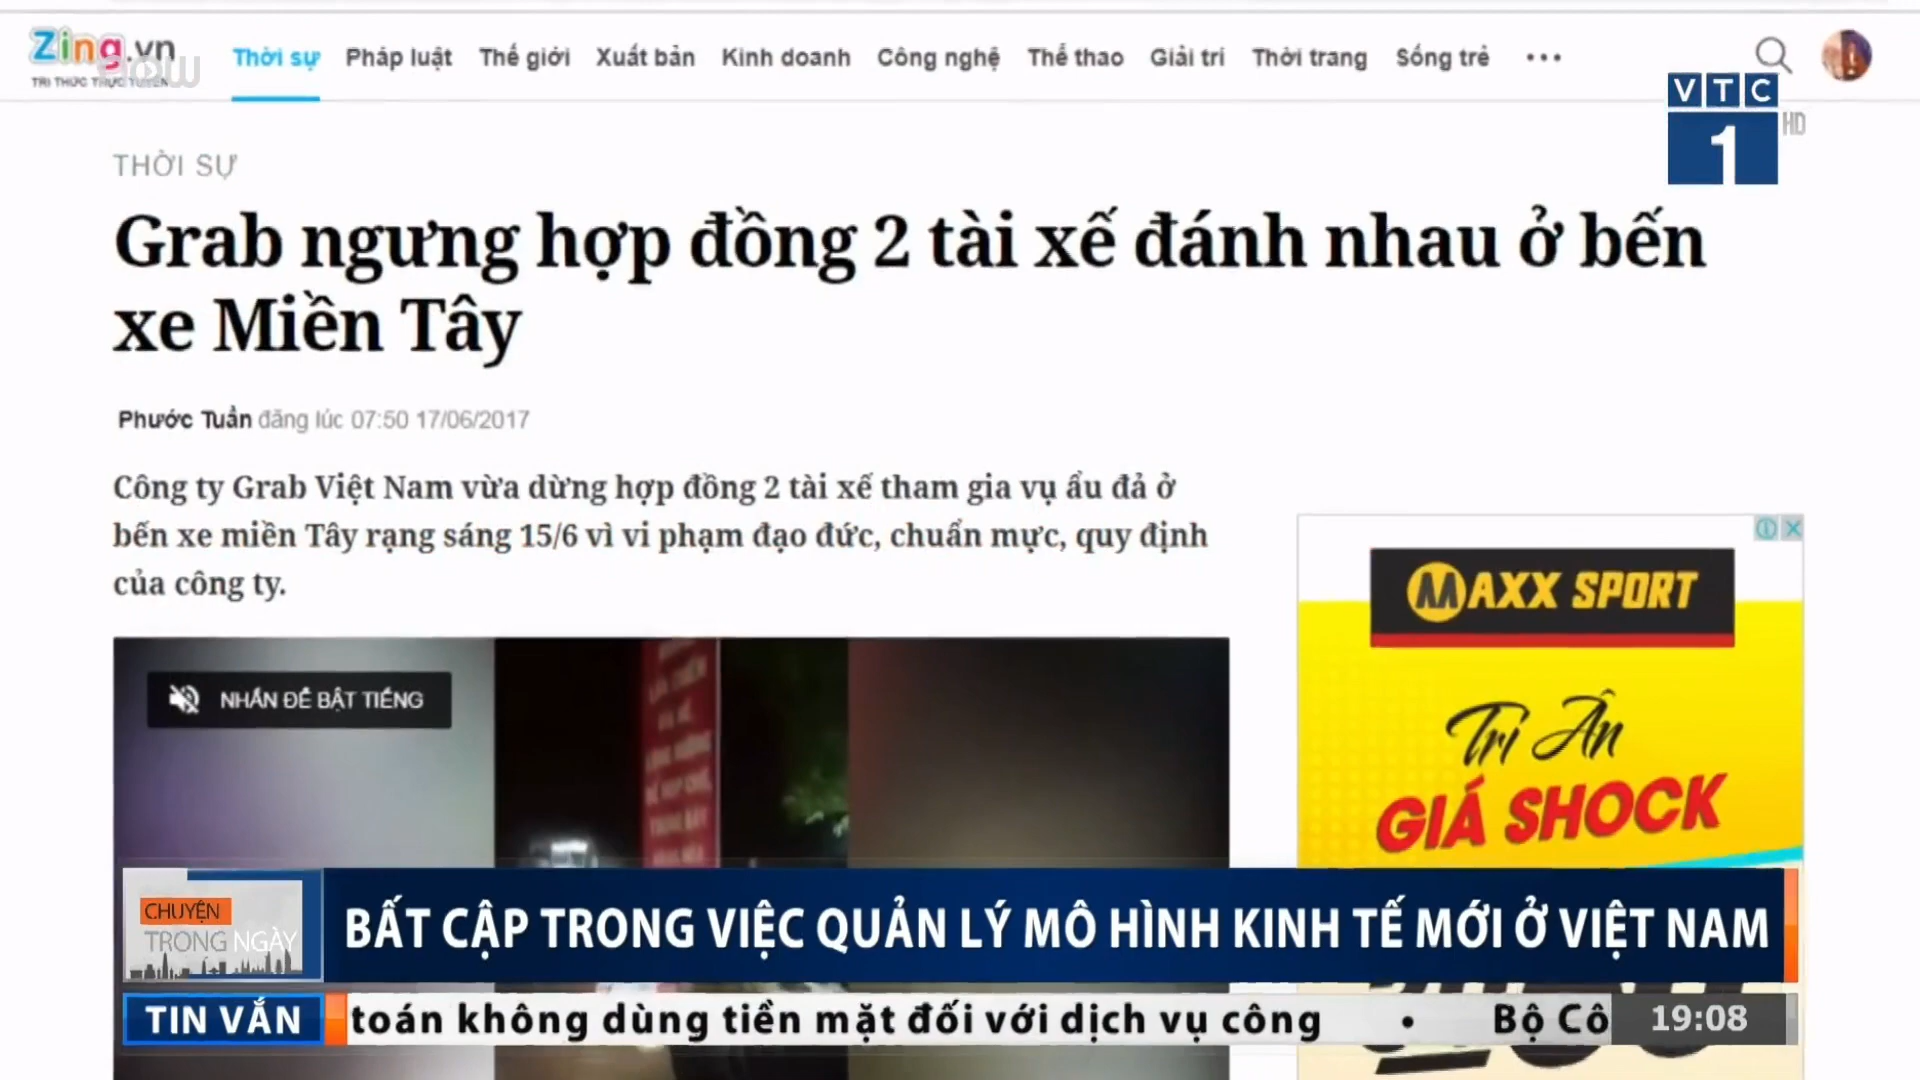 Zing.vn
TRI THỨC TRỰC TUYẾN
Thời sự Pháp luật Thế giới Xuất bản Kinh doanh Công nghệ Thể thao Giải trí Thời trang Sống trẻ ...
VTC
1
HD
THỜI SỰ
Grab ngưng hợp đồng 2 tài xế đánh nhau ở bến
xe Miền Tây
Phước Tuần đăng lúc 07:50 17/06/2017
Công ty Grab Việt Nam vừa dừng hợp đồng 2 tài xế tham gia vụ ẩu đả ở
bến xe miền Tây rạng sáng 15/6 vì vi phạm đạo đức, chuẩn mực, quy định
của công ty.
NHẤN ĐỂ BẬT TIẾNG
MAXX SPORT
Tri Ân
GIÁ SHOCK
CHUYỆN
TRONG NGÀY
BẤT CẬP TRONG VIỆC QUẢN LÝ MÔ HÌNH KINH TẾ MỚI Ở VIỆT NAM
TIN VẮN
toán không dùng tiền mặt đối với dịch vụ công • Bộ Cô
19:08